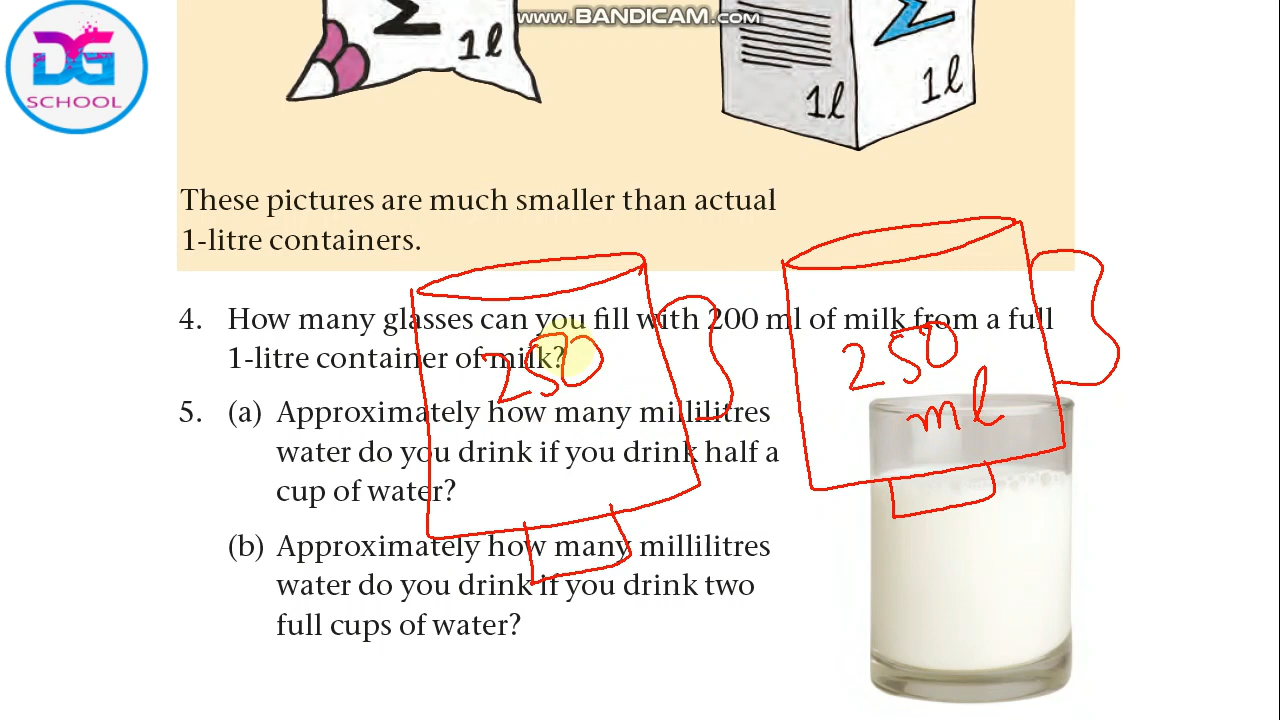 www.BANDICAM.com
DG
SCHOOL
1l
1l
1l
These pictures are much smaller than actual
1-litre containers.
4. How many glasses can you fill with 200 ml of milk from a full
1-litre container of milk?
250
250
ml
5. (a) Approximately how many millilitres
water do you drink if you drink half a
cup of water?
(b) Approximately how many millilitres
water do you drink if you drink two
full cups of water?